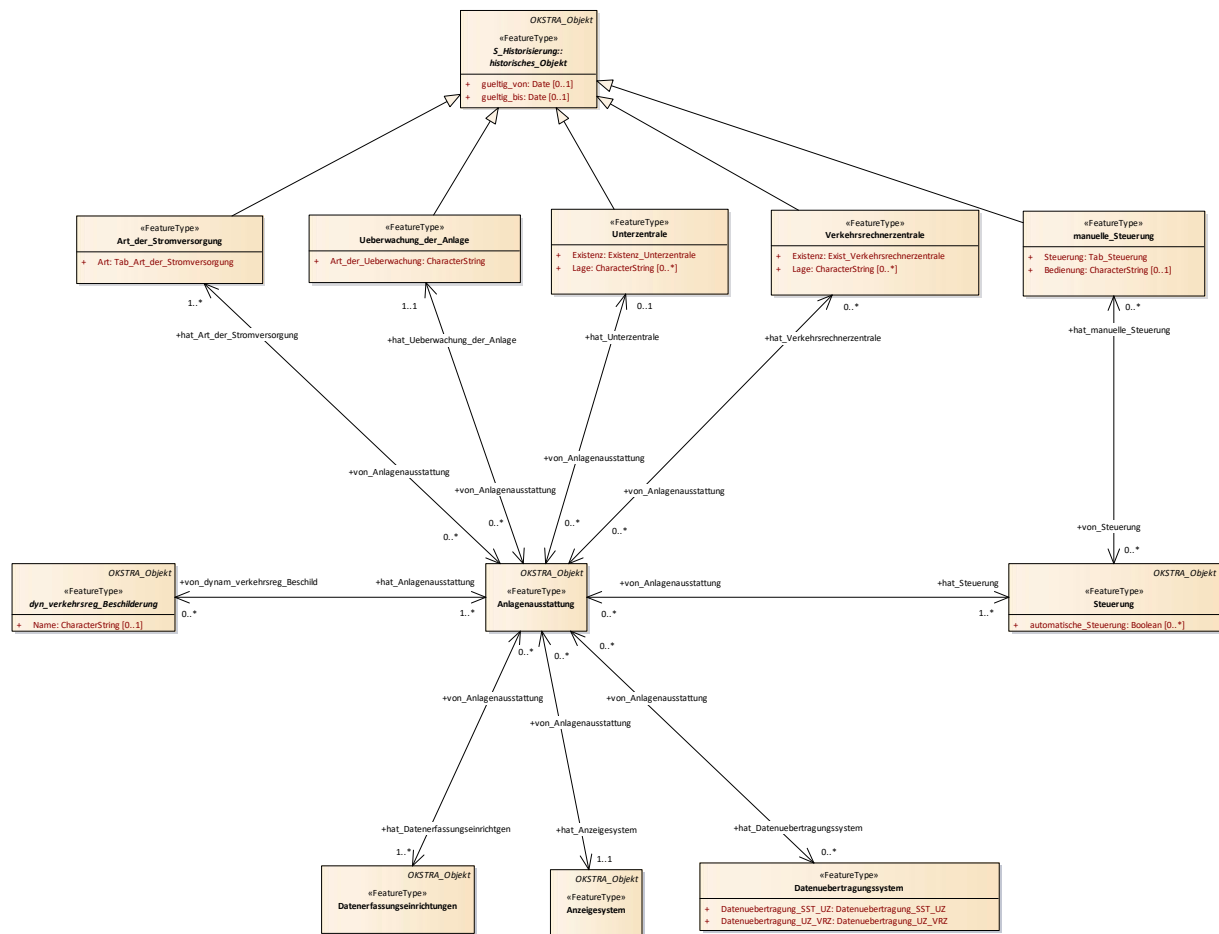 OKSTRA_Objekt
«FeatureType»
S_Historisierung::
historisches_Objekt
+ gueltig_von: Date [0..1]
+ gueltig_bis: Date [0..1]
«FeatureType»
Art_der_Stromversorgung
+ Art: Tab_Art_der_Stromversorgung
«FeatureType»
Ueberwachung_der_Anlage
+ Art_der_Ueberwachung: CharacterString
«FeatureType»
Unterzentrale
+ Existenz: Existenz_Unterzentrale
+ Lage: CharacterString [0..*]
«FeatureType»
Verkehrsrechnerzentrale
+ Existenz: Exist_Verkehrsrechnerzentrale
+ Lage: CharacterString [0..*]
«FeatureType»
manuelle_Steuerung
+ Steuerung: Tab_Steuerung
+ Bedienung: CharacterString [0..1]
1..*
1..1
0..1
0..*
0..*
+hat_Art_der_Stromversorgung
+hat_Ueberwachung_der_Anlage
+hat_Unterzentrale
+hat_Verkehrsrechnerzentrale
+hat_manuelle_Steuerung
+von_Anlagenausstattung
+von_Anlagenausstattung
+von_Anlagenausstattung
+von_Anlagenausstattung
+von_Steuerung
0..*
0..*
0..*
0..*
0..*
OKSTRA_Objekt
«FeatureType»
dyn_verkehrsreg_Beschilderung
+ Name: CharacterString [0..1]
+von_dynam_verkehrsreg_Beschild
0..*
+hat_Anlagenausstattung
1..*
OKSTRA_Objekt
«FeatureType»
Anlagenausstattung
+von_Anlagenausstattung
0..*
+hat_Steuerung
1..*
OKSTRA_Objekt
«FeatureType»
Steuerung
+ automatische_Steuerung: Boolean [0..*]
0..*
0..*
0..*
+von_Anlagenausstattung
+von_Anlagenausstattung
+von_Anlagenausstattung
+hat_Datenerfassungseinrichtgen
+hat_Anzeigesystem
+hat_Datenuebertragungssystem
1..*
1..1
0..*
OKSTRA_Objekt
«FeatureType»
Datenerfassungseinrichtungen
OKSTRA_Objekt
«FeatureType»
Anzeigesystem
«FeatureType»
Datenuebertragungssystem
+ Datenuebertragung_SST_UZ: Datenuebertragung_SST_UZ
+ Datenuebertragung_UZ_VRZ: Datenuebertragung_UZ_VRZ